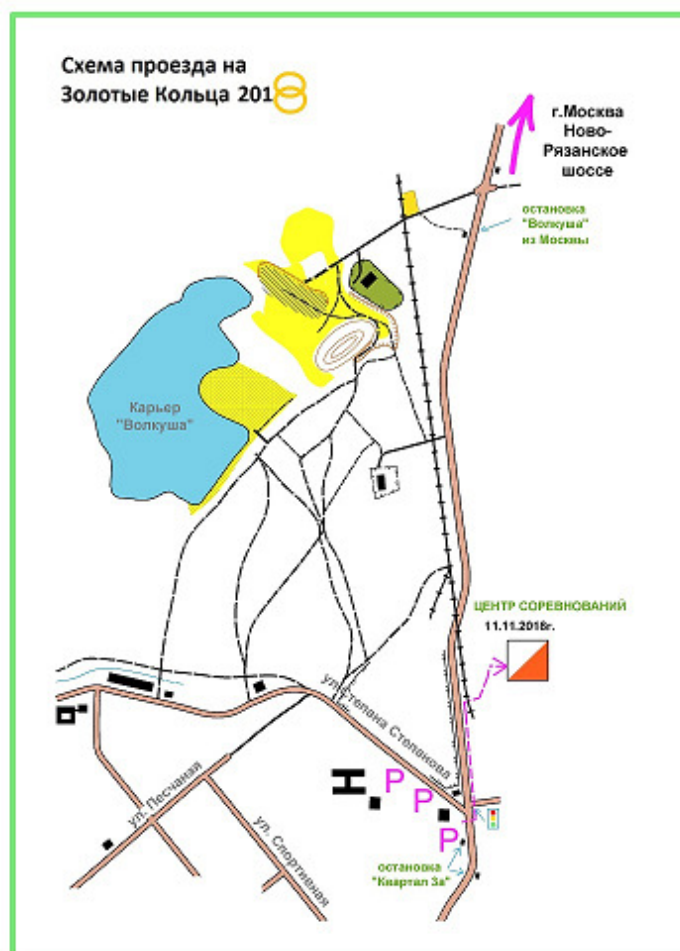 Схема проезда на
Золотые Кольца 2018
г.Москва
Ново-
Рязанское
шоссе
остановка
"Волкуша"
из Москвы
Карьер
"Волкуша"
ЦЕНТР СОРЕВНОВАНИЙ
11.11.2018г.
ул.Степана Степанова
ул. Песчаная
ул. Спортивная
P
P
P
остановка
"Квартал 3а"